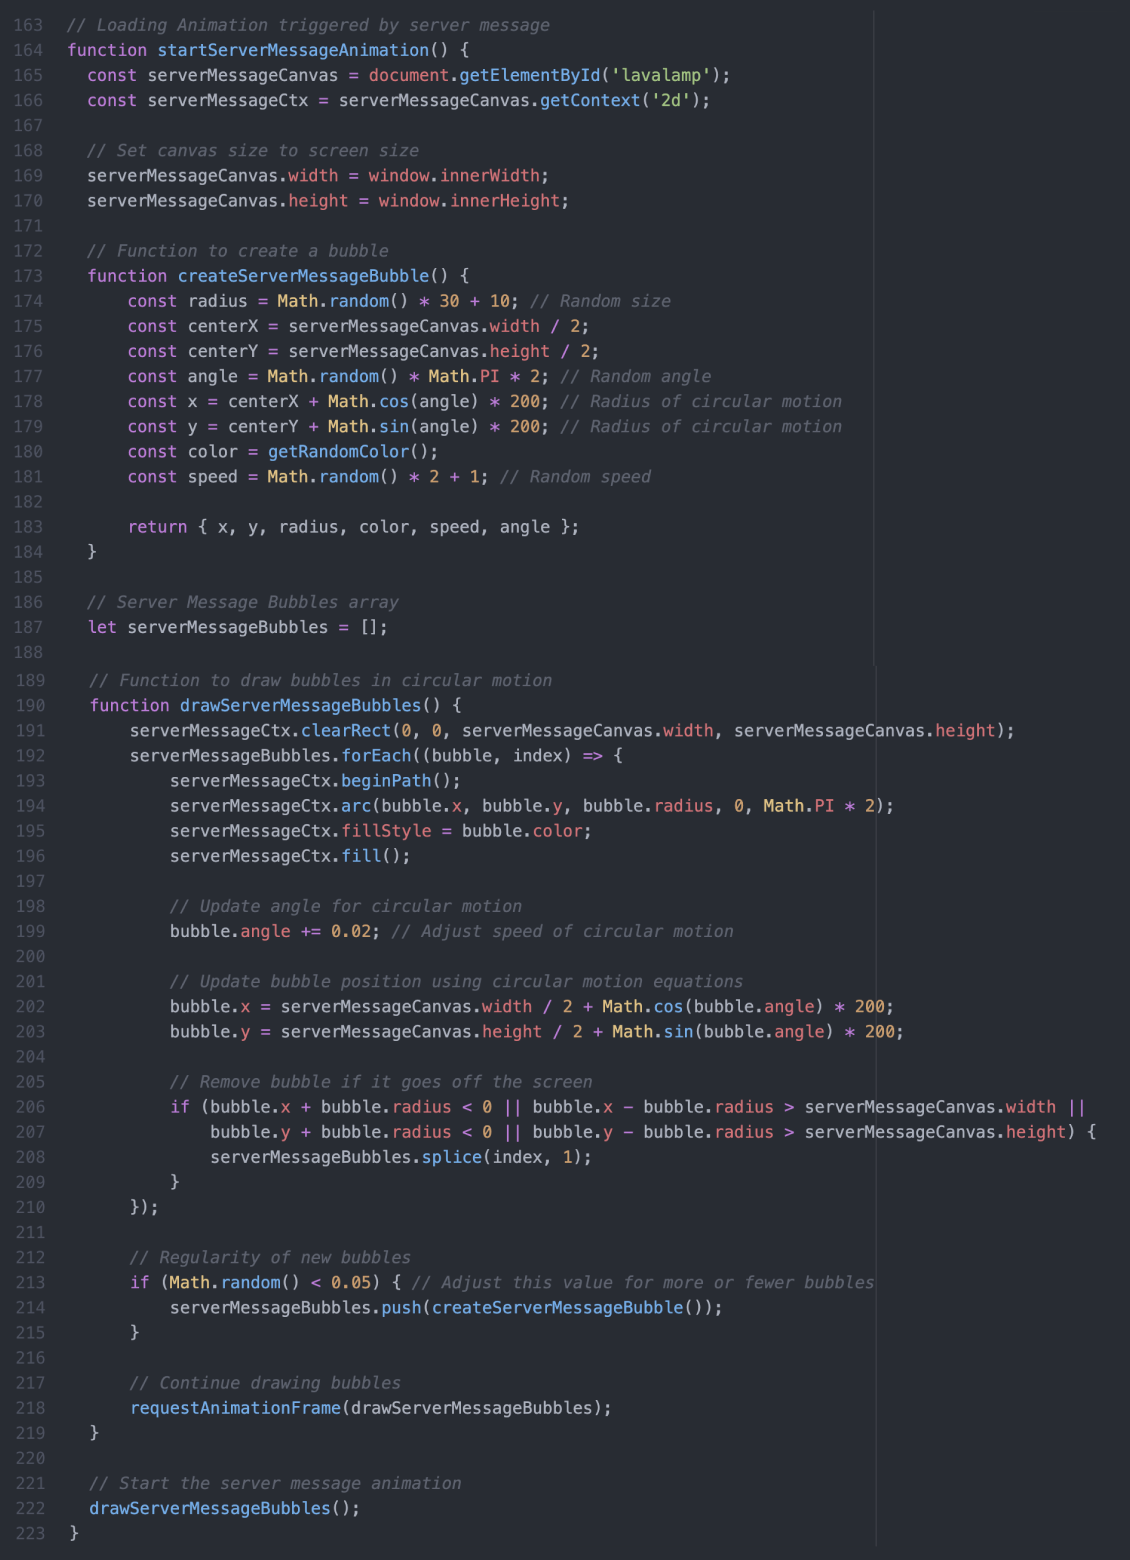 163 // Loading Animation triggered by server message
164 function startServerMessageAnimation() {
165   const serverMessageCanvas = document.getElementById('lavalamp');
166   const serverMessageCtx = serverMessageCanvas.getContext('2d');
167
168   // Set canvas size to screen size
169   serverMessageCanvas.width = window.innerWidth;
170   serverMessageCanvas.height = window.innerHeight;
171
172   // Function to create a bubble
173   function createServerMessageBubble() {
174       const radius = Math.random() * 30 + 10; // Random size
175       const centerX = serverMessageCanvas.width / 2;
176       const centerY = serverMessageCanvas.height / 2;
177       const angle = Math.random() * Math.PI * 2; // Random angle
178       const x = centerX + Math.cos(angle) * 200; // Radius of circular motion
179       const y = centerY + Math.sin(angle) * 200; // Radius of circular motion
180       const color = getRandomColor();
181       const speed = Math.random() * 2 + 1; // Random speed
182
183       return { x, y, radius, color, speed, angle };
184   }
185
186   // Server Message Bubbles array
187   let serverMessageBubbles = [];
188
189   // Function to draw bubbles in circular motion
190   function drawServerMessageBubbles() {
191       serverMessageCtx.clearRect(0, 0, serverMessageCanvas.width, serverMessageCanvas.height);
192       serverMessageBubbles.forEach((bubble, index) => {
193           serverMessageCtx.beginPath();
194           serverMessageCtx.arc(bubble.x, bubble.y, bubble.radius, 0, Math.PI * 2);
195           serverMessageCtx.fillStyle = bubble.color;
196           serverMessageCtx.fill();
197
198           // Update angle for circular motion
199           bubble.angle += 0.02; // Adjust speed of circular motion
200
201           // Update bubble position using circular motion equations
202           bubble.x = serverMessageCanvas.width / 2 + Math.cos(bubble.angle) * 200;
203           bubble.y = serverMessageCanvas.height / 2 + Math.sin(bubble.angle) * 200;
204
205           // Remove bubble if it goes off the screen
206           if (bubble.x + bubble.radius < 0 || bubble.x - bubble.radius > serverMessageCanvas.width ||
207               bubble.y + bubble.radius < 0 || bubble.y - bubble.radius > serverMessageCanvas.height) {
208               serverMessageBubbles.splice(index, 1);
209           }
210       });
211
212       // Regularity of new bubbles
213       if (Math.random() < 0.05) { // Adjust this value for more or fewer bubbles
214           serverMessageBubbles.push(createServerMessageBubble());
215       }
216
217       // Continue drawing bubbles
218       requestAnimationFrame(drawServerMessageBubbles);
219   }
220
221   // Start the server message animation
222   drawServerMessageBubbles();
223 }